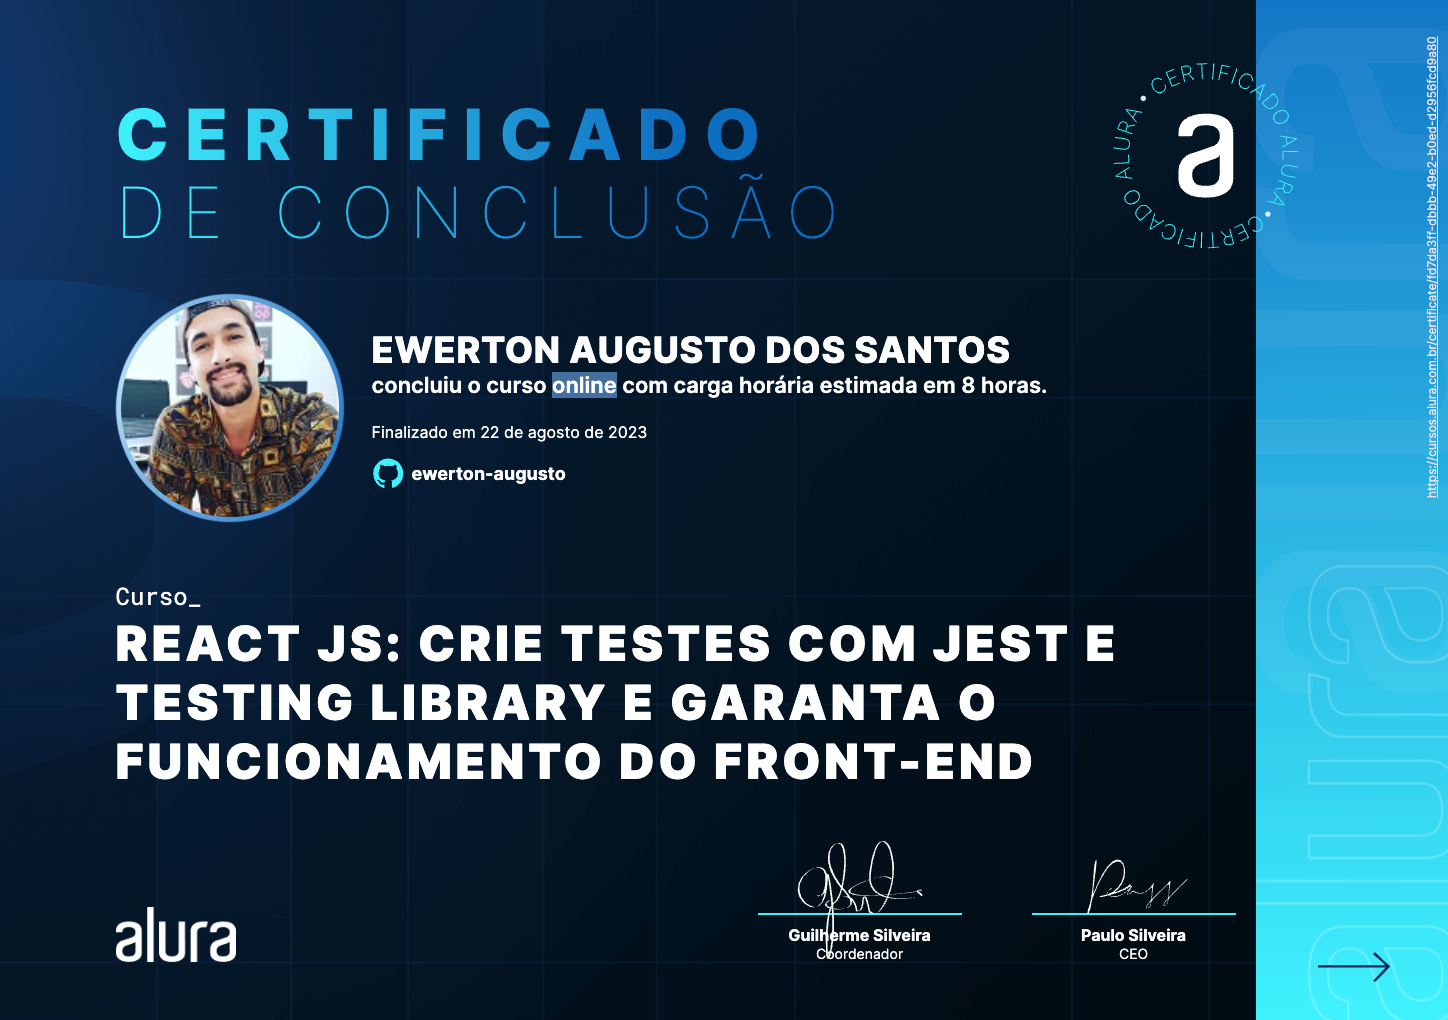 CERTIFICADO
DE CONCLUSÃO
CERTIFICADO ALURA • CERTIFICADO ALURA •
a
EWERTON AUGUSTO DOS SANTOS
concluiu o curso online com carga horária estimada em 8 horas.
Finalizado em 22 de agosto de 2023
ewerton-augusto
Curso_
REACT JS: CRIE TESTES COM JEST E
TESTING LIBRARY E GARANTA O
FUNCIONAMENTO DO FRONT-END
alura
Guilherme Silveira
Coordenador
Paulo Silveira
CEO
https://cursos.alura.com.br/certificate/fd7da3ff-dbbb-49e2-b0ed-d2956fcd9a80
alura